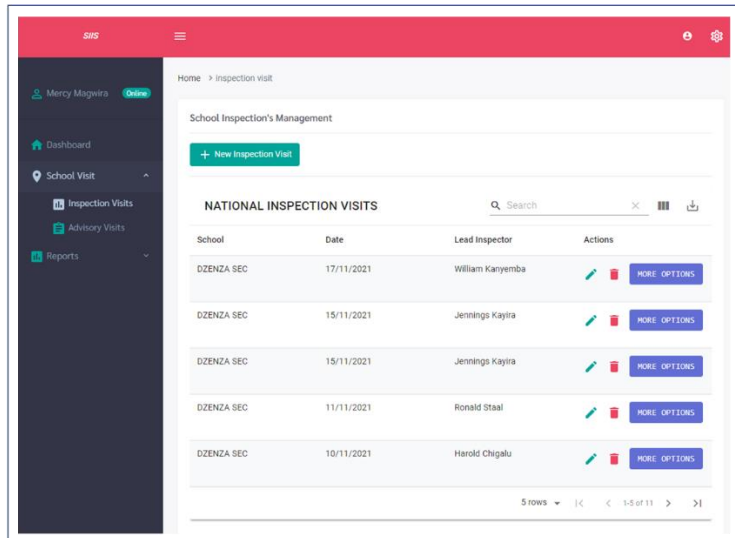 SIIS
Mercy Magwira Online
Dashboard
School Visit
Inspection Visits
Advisory Visits
Reports
Home > inspection visit
School Inspection's Management
+ New Inspection Visit
NATIONAL INSPECTION VISITS
Search
School Date Lead Inspector Actions
DZENZA SEC 17/11/2021 William Kanyemba MORE OPTIONS
DZENZA SEC 15/11/2021 Jennings Kayira MORE OPTIONS
DZENZA SEC 15/11/2021 Jennings Kayira MORE OPTIONS
DZENZA SEC 11/11/2021 Ronald Staal MORE OPTIONS
DZENZA SEC 10/11/2021 Harold Chigalu MORE OPTIONS
5 rows 1-5 of 11